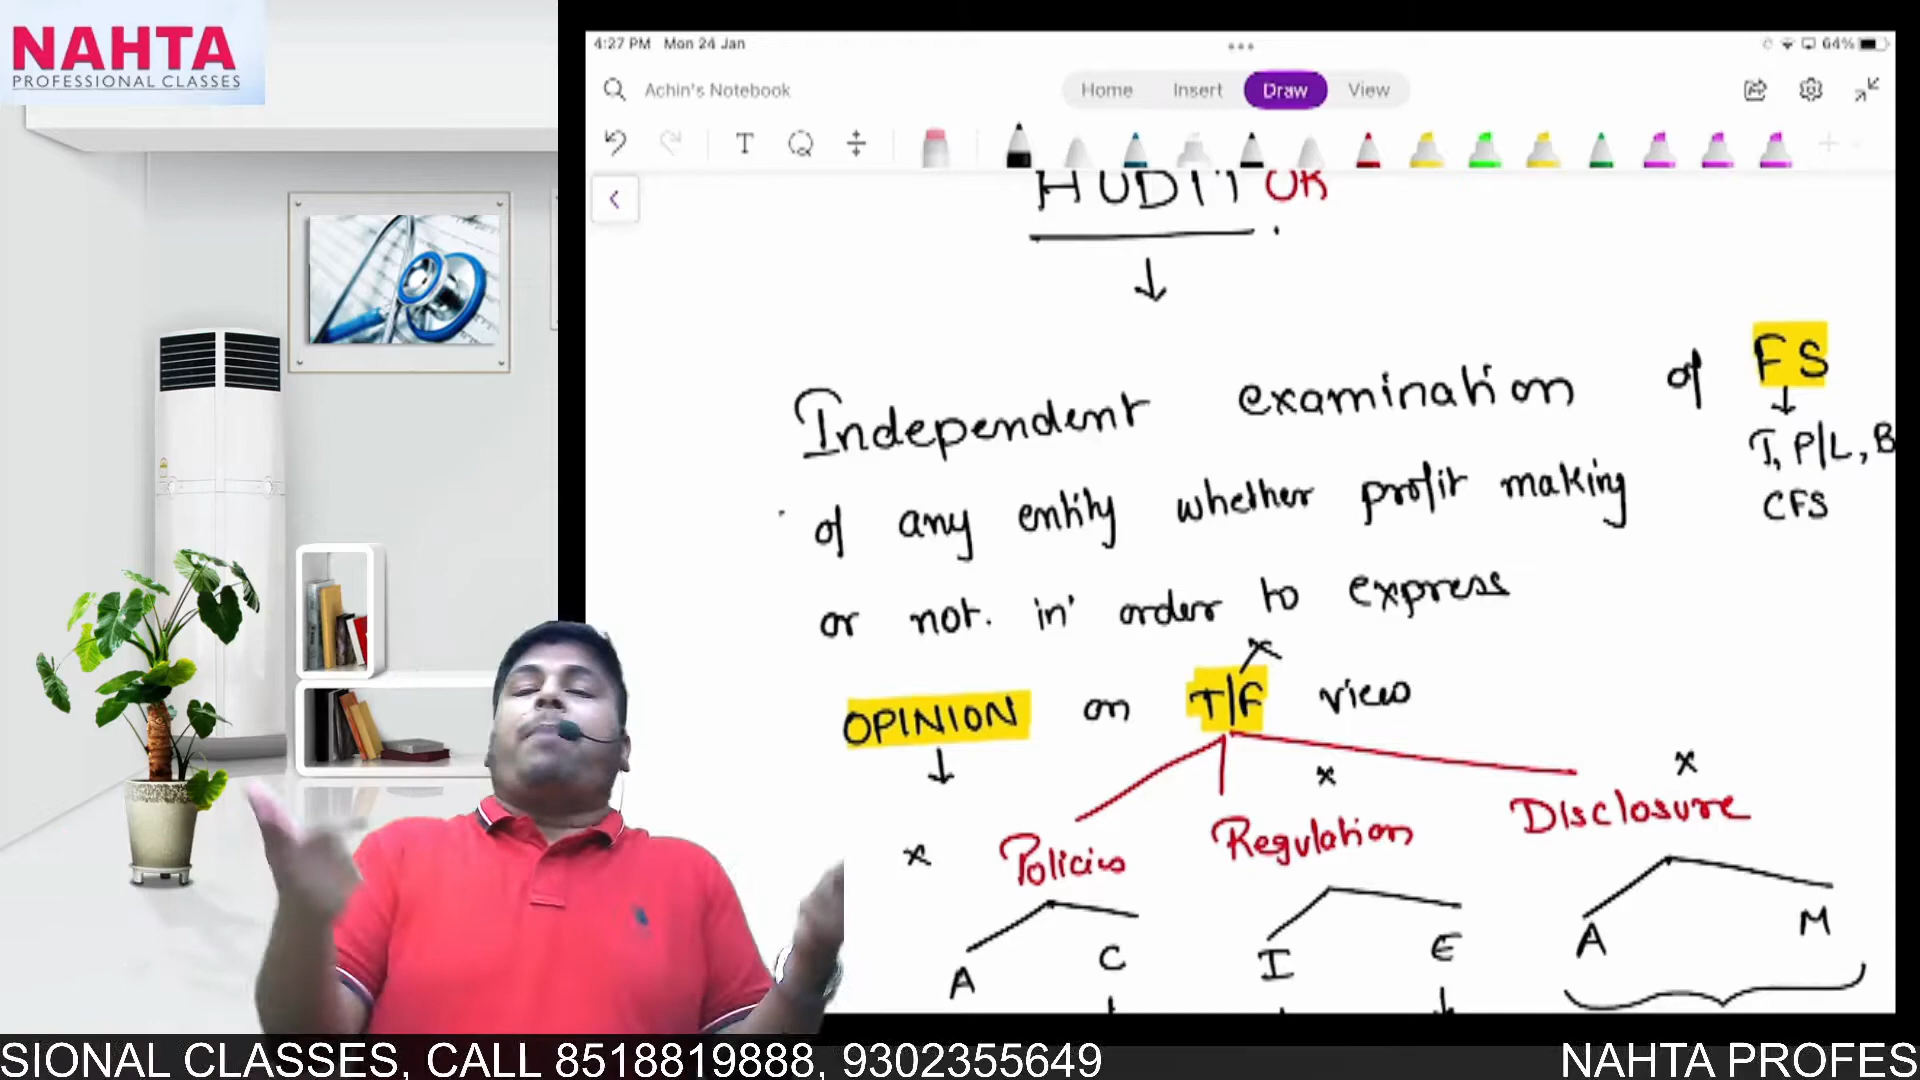 NAHTA
PROFESSIONAL CLASSES
4:27 PM Mon 24 Jan
64%
Achin's Notebook
Home Insert Draw View
T
AUDITOR
Independent examination of FS
T, P/L, B
CFS
of any entity whether profit making
or not. in order to express
x
OPINION on T/F view
x x x
Policies Regulation Disclosure
A C I E A M
SIONAL CLASSES, CALL 8518819888, 9302355649 NAHTA PROFES